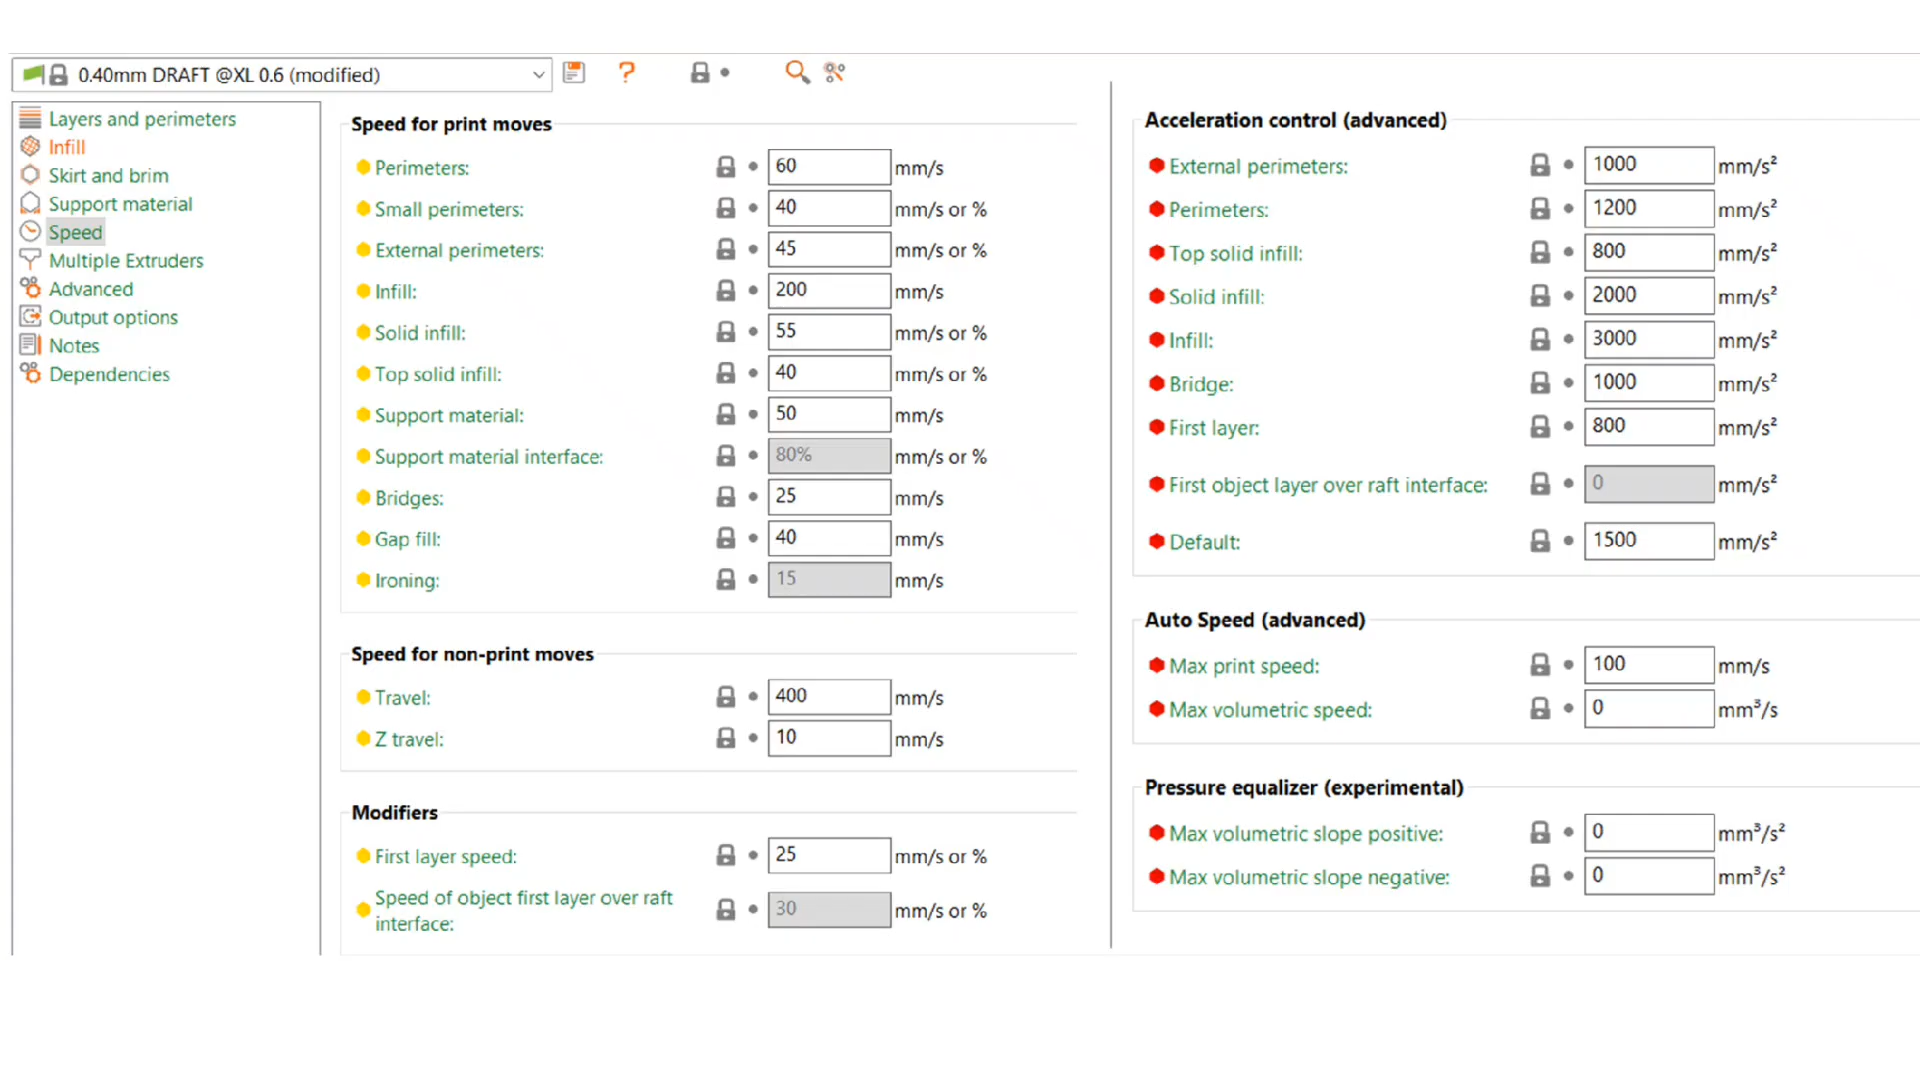 0.40mm DRAFT @XL 0.6 (modified)
?
Layers and perimeters
Infill
Skirt and brim
Support material
Speed
Multiple Extruders
Advanced
Output options
Notes
Dependencies
Speed for print moves
Perimeters: 60 mm/s
Small perimeters: 40 mm/s or %
External perimeters: 45 mm/s or %
Infill: 200 mm/s
Solid infill: 55 mm/s or %
Top solid infill: 40 mm/s or %
Support material: 50 mm/s
Support material interface: 80% mm/s or %
Bridges: 25 mm/s
Gap fill: 40 mm/s
Ironing: 15 mm/s
Speed for non-print moves
Travel: 400 mm/s
Z travel: 10 mm/s
Modifiers
First layer speed: 25 mm/s or %
Speed of object first layer over raft
interface: 30 mm/s or %
Acceleration control (advanced)
External perimeters: 1000 mm/s²
Perimeters: 1200 mm/s²
Top solid infill: 800 mm/s²
Solid infill: 2000 mm/s²
Infill: 3000 mm/s²
Bridge: 1000 mm/s²
First layer: 800 mm/s²
First object layer over raft interface: 0 mm/s²
Default: 1500 mm/s²
Auto Speed (advanced)
Max print speed: 100 mm/s
Max volumetric speed: 0 mm³/s
Pressure equalizer (experimental)
Max volumetric slope positive: 0 mm³/s²
Max volumetric slope negative: 0 mm³/s²